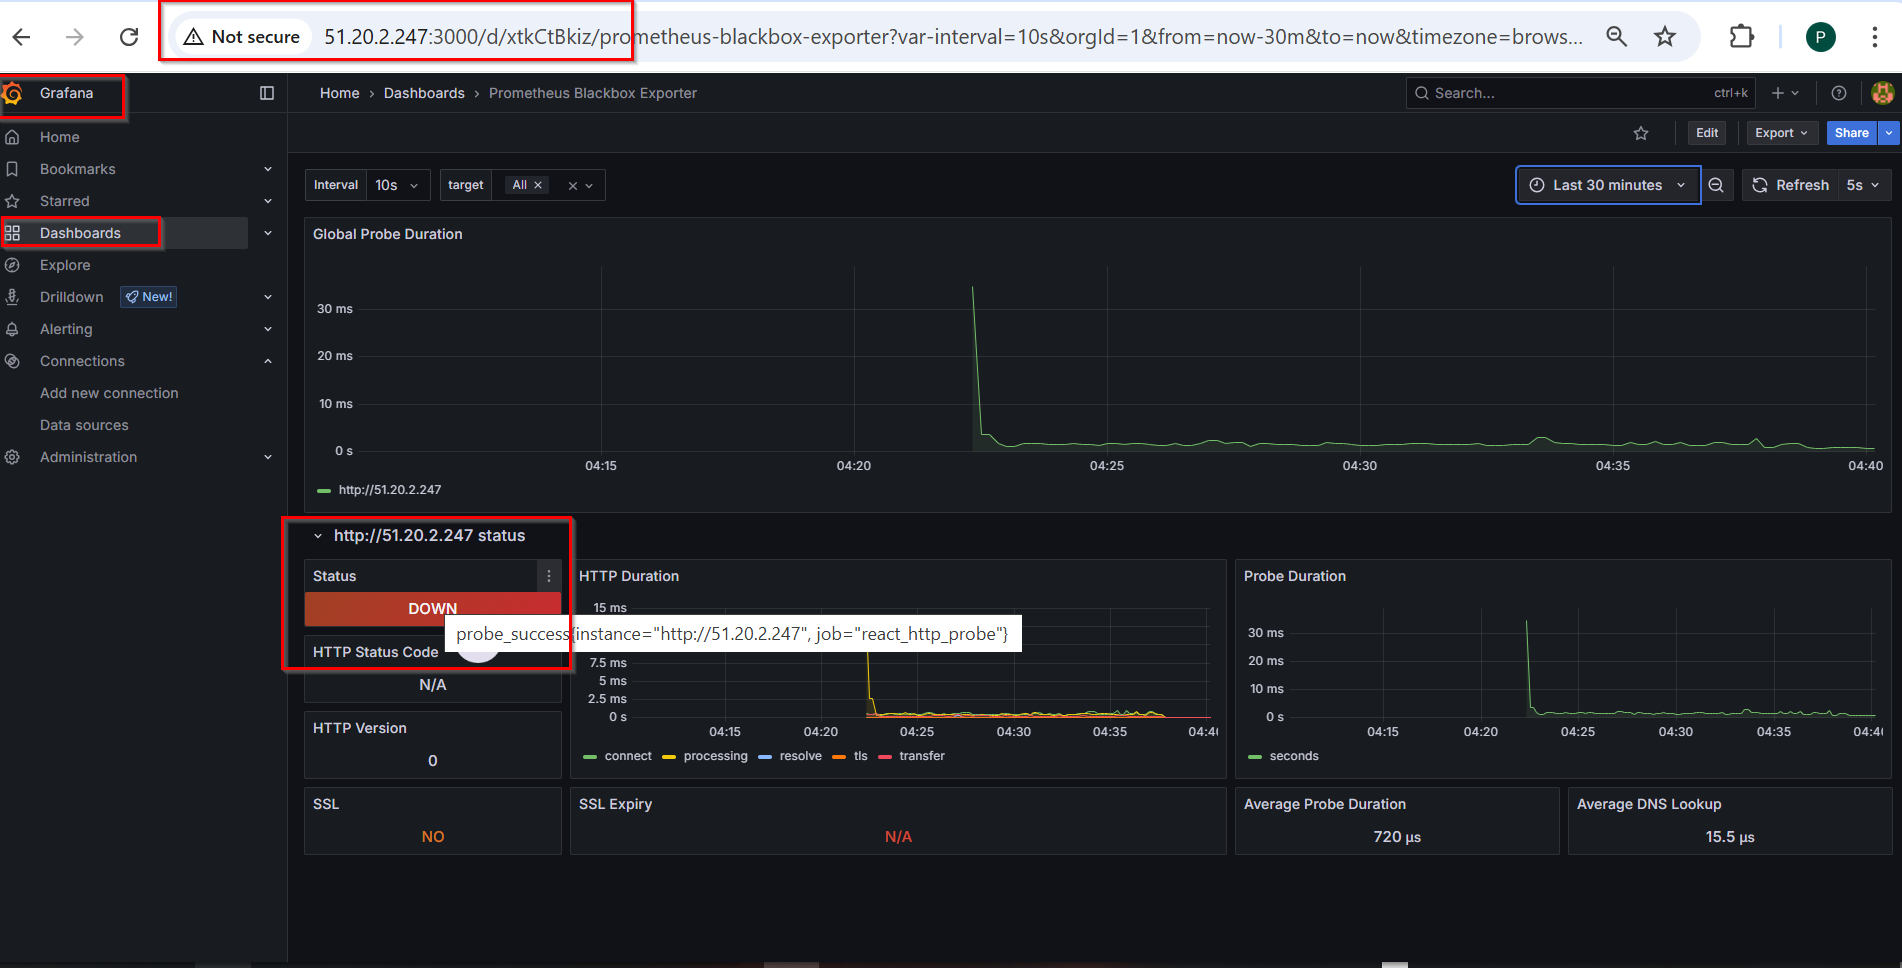 Not secure 51.20.2.247:3000/d/xtkCtBkiz/prometheus-blackbox-exporter?var-interval=10s&orgId=1&from=now-30m&to=now&timezone=brows... P
Grafana
Home › Dashboards › Prometheus Blackbox Exporter
Search... ctrl+k
Edit Export Share
Home
Bookmarks
Starred
Dashboards
Explore
Drilldown New!
Alerting
Connections
Add new connection
Data sources
Administration
Interval 10s target All
Last 30 minutes Refresh 5s
Global Probe Duration
30 ms
20 ms
10 ms
0 s
04:15 04:20 04:25 04:30 04:35 04:40
http://51.20.2.247
http://51.20.2.247 status
Status
DOWN
probe_success{instance="http://51.20.2.247", job="react_http_probe"}
HTTP Status Code
N/A
HTTP Version
0
SSL
NO
HTTP Duration
15 ms
7.5 ms
5 ms
2.5 ms
0 s
04:15 04:20 04:25 04:30 04:35 04:4
connect processing resolve tls transfer
SSL Expiry
N/A
Probe Duration
30 ms
20 ms
10 ms
0 s
04:15 04:20 04:25 04:30 04:35 04:4
seconds
Average Probe Duration
720 µs
Average DNS Lookup
15.5 µs